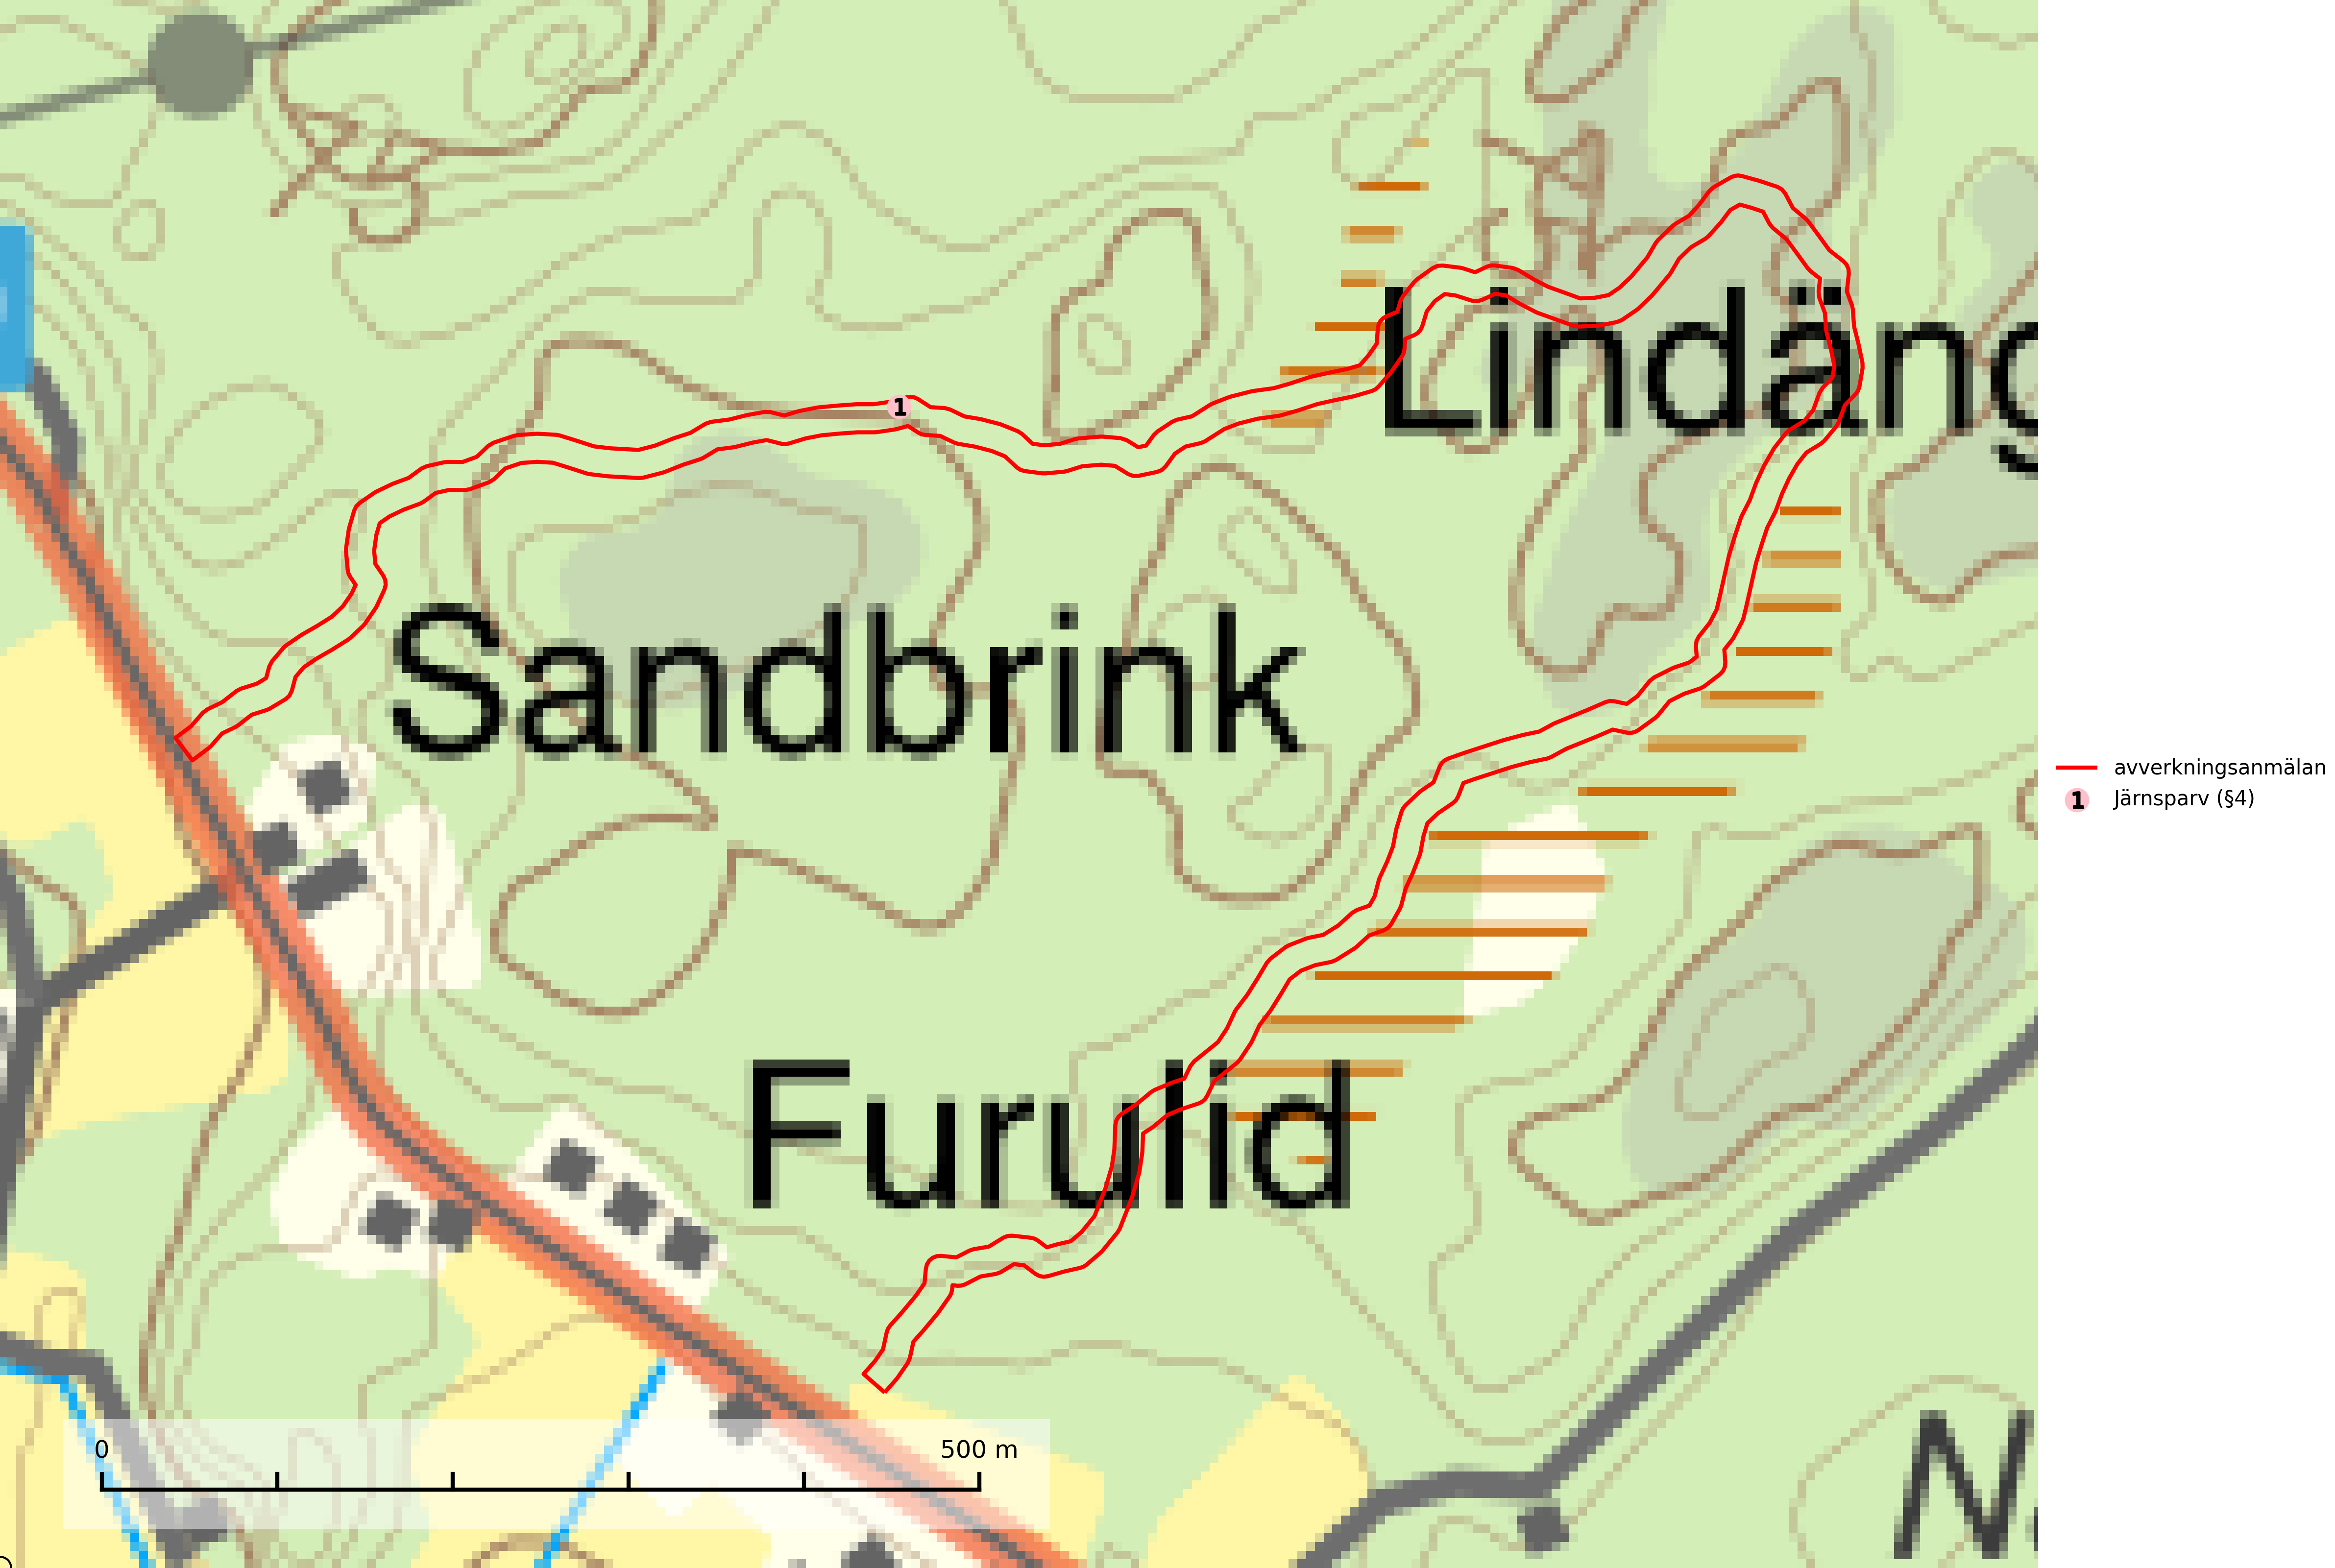 Lindäng
1
Sandbrink
avverkningsanmälan
1 Järnsparv (§4)
Furulid
0 500 m
N